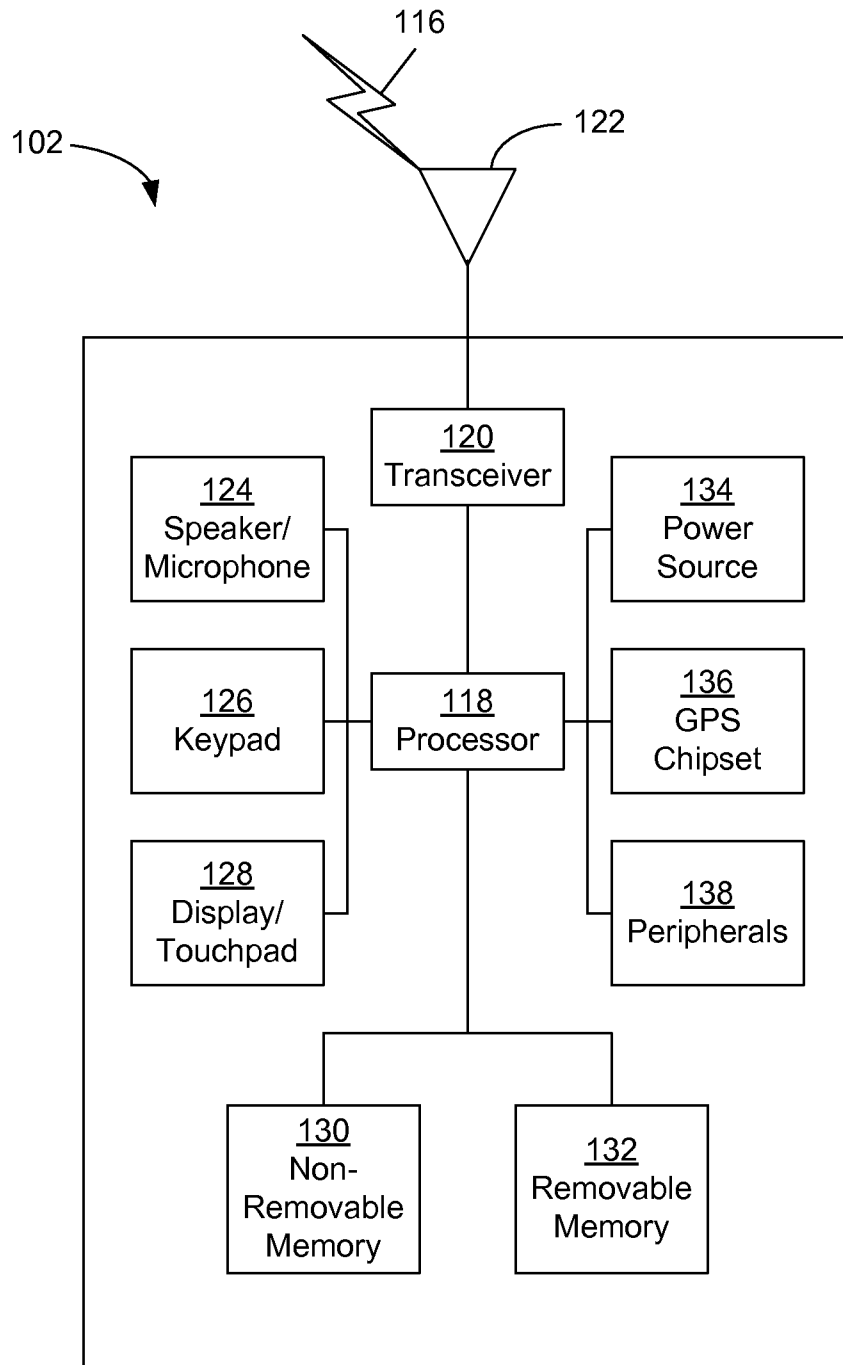 116
122
102
120
Transceiver
124
Speaker/
Microphone
134
Power
Source
126
Keypad
118
Processor
136
GPS
Chipset
128
Display/
Touchpad
138
Peripherals
130
Non-
Removable
Memory
132
Removable
Memory